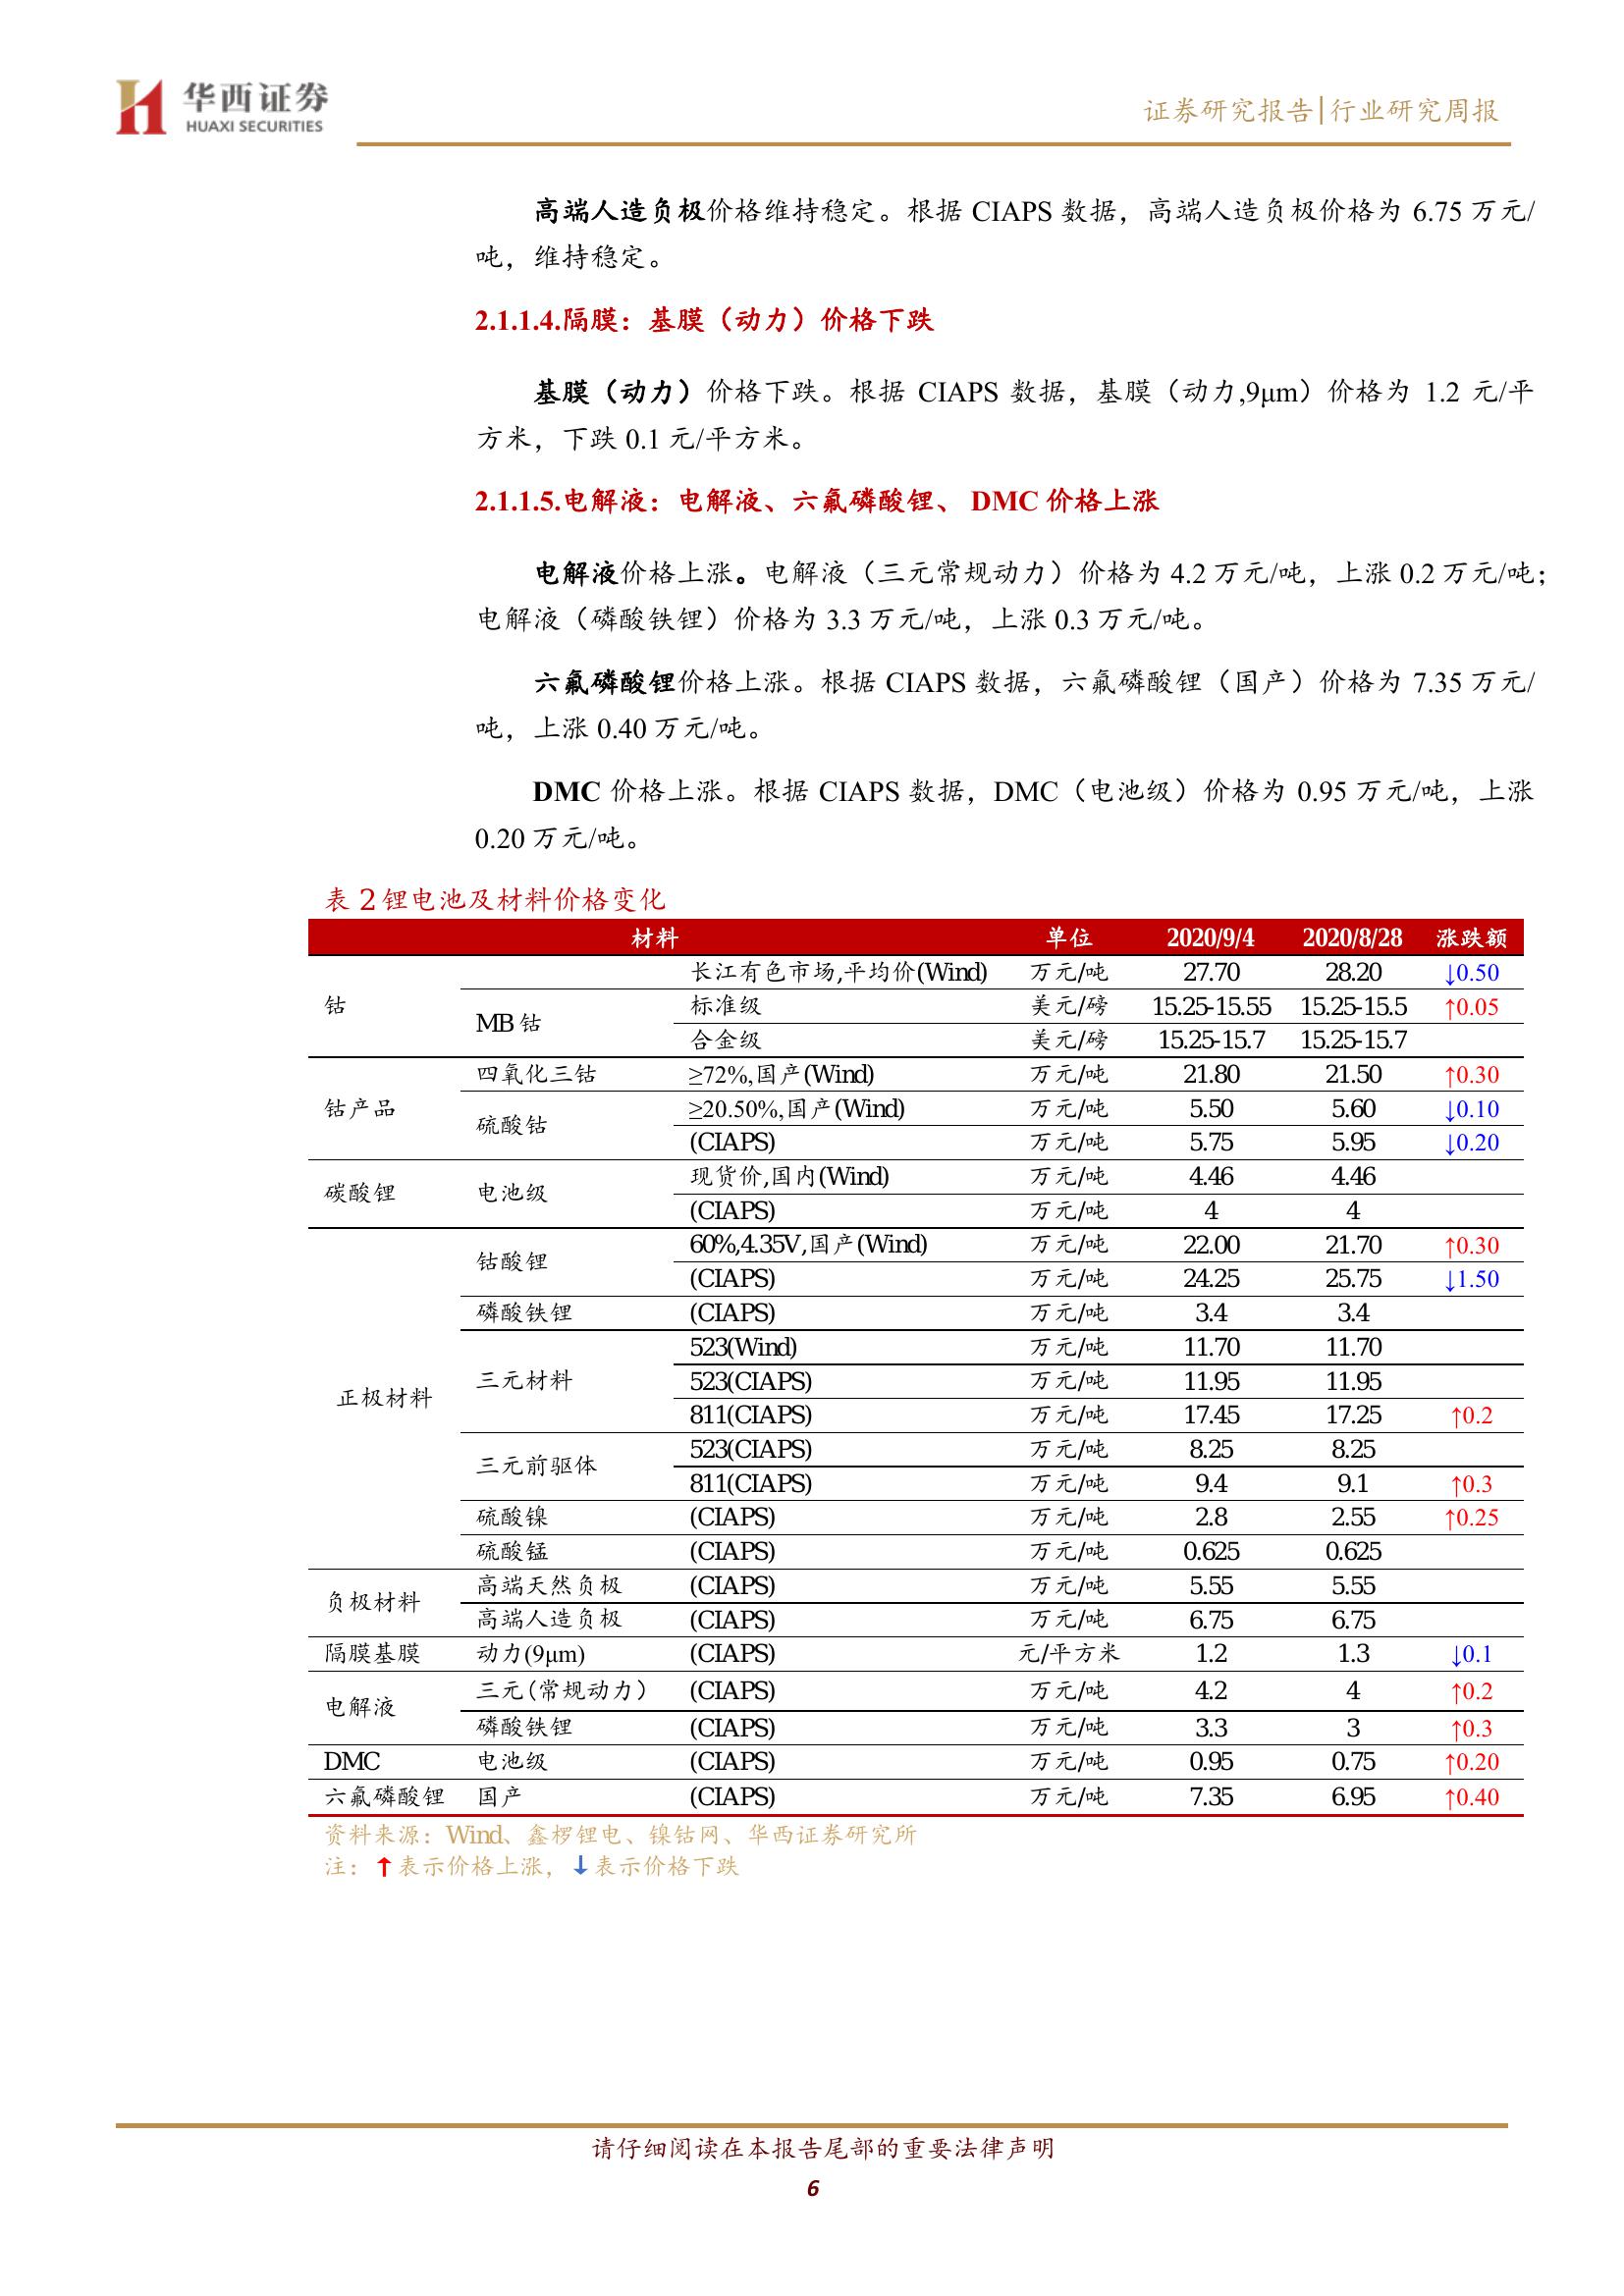 华西证券
HUAXI SECURITIES
证券研究报告|行业研究周报
高端人造负极价格维持稳定。根据 CIAPS 数据，高端人造负极价格为 6.75 万元/
吨，维持稳定。
2.1.1.4.隔膜：基膜（动力）价格下跌
基膜（动力）价格下跌。根据 CIAPS 数据，基膜（动力,9μm）价格为 1.2 元/平
方米，下跌 0.1 元/平方米。
2.1.1.5.电解液：电解液、六氟磷酸锂、 DMC 价格上涨
电解液价格上涨。电解液（三元常规动力）价格为 4.2 万元/吨，上涨 0.2 万元/吨；
电解液（磷酸铁锂）价格为 3.3 万元/吨，上涨 0.3 万元/吨。
六氟磷酸锂价格上涨。根据 CIAPS 数据，六氟磷酸锂（国产）价格为 7.35 万元/
吨，上涨 0.40 万元/吨。
DMC 价格上涨。根据 CIAPS 数据，DMC（电池级）价格为 0.95 万元/吨，上涨
0.20 万元/吨。
表 2 锂电池及材料价格变化
材料 单位 2020/9/4 2020/8/28 涨跌额
钴 长江有色市场,平均价(Wind) 万元/吨 27.70 28.20 ↓0.50
MB 钴 标准级 美元/磅 15.25-15.55 15.25-15.5 ↑0.05
合金级 美元/磅 15.25-15.7 15.25-15.7
钴产品 四氧化三钴 ≥72%,国产(Wind) 万元/吨 21.80 21.50 ↑0.30
硫酸钴 ≥20.50%,国产(Wind) 万元/吨 5.50 5.60 ↓0.10
(CIAPS) 万元/吨 5.75 5.95 ↓0.20
碳酸锂 电池级 现货价,国内(Wind) 万元/吨 4.46 4.46
(CIAPS) 万元/吨 4 4
正极材料 钴酸锂 60%,4.35V,国产(Wind) 万元/吨 22.00 21.70 ↑0.30
(CIAPS) 万元/吨 24.25 25.75 ↓1.50
磷酸铁锂 (CIAPS) 万元/吨 3.4 3.4
三元材料 523(Wind) 万元/吨 11.70 11.70
523(CIAPS) 万元/吨 11.95 11.95
811(CIAPS) 万元/吨 17.45 17.25 ↑0.2
三元前驱体 523(CIAPS) 万元/吨 8.25 8.25
811(CIAPS) 万元/吨 9.4 9.1 ↑0.3
硫酸镍 (CIAPS) 万元/吨 2.8 2.55 ↑0.25
硫酸锰 (CIAPS) 万元/吨 0.625 0.625
负极材料 高端天然负极 (CIAPS) 万元/吨 5.55 5.55
高端人造负极 (CIAPS) 万元/吨 6.75 6.75
隔膜基膜 动力(9μm) (CIAPS) 元/平方米 1.2 1.3 ↓0.1
电解液 三元（常规动力） (CIAPS) 万元/吨 4.2 4 ↑0.2
磷酸铁锂 (CIAPS) 万元/吨 3.3 3 ↑0.3
DMC 电池级 (CIAPS) 万元/吨 0.95 0.75 ↑0.20
六氟磷酸锂 国产 (CIAPS) 万元/吨 7.35 6.95 ↑0.40
资料来源：Wind、鑫椤锂电、镍钴网、华西证券研究所
注：↑表示价格上涨，↓表示价格下跌
请仔细阅读在本报告尾部的重要法律声明
6